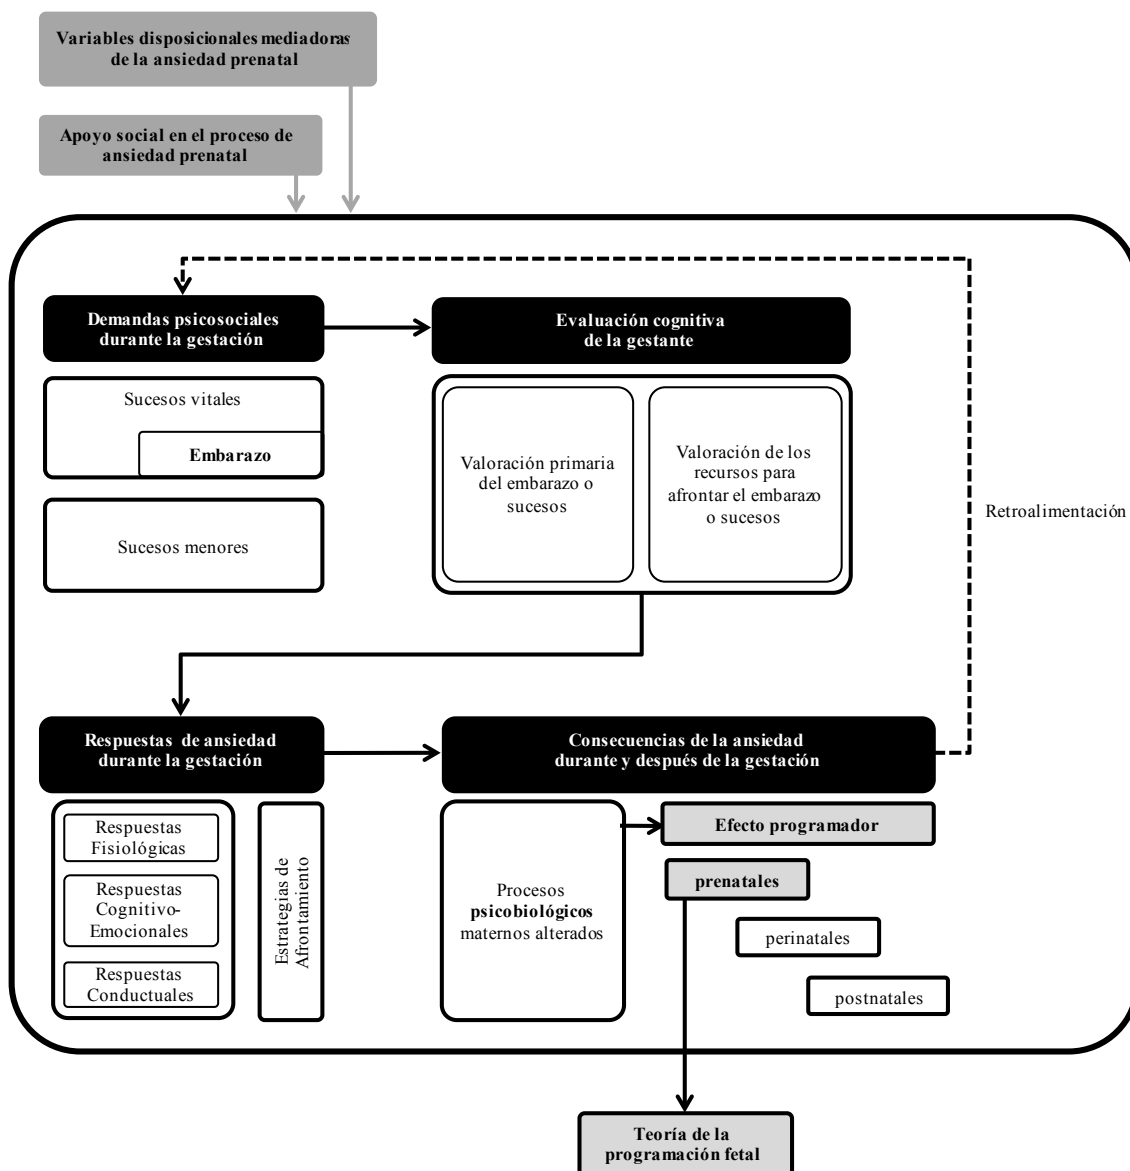 Variables disposicionales mediadoras
de la ansiedad prenatal
Apoyo social en el proceso de
ansiedad prenatal
Demandas psicosociales
durante la gestación
Evaluación cognitiva
de la gestante
Sucesos vitales
Embarazo
Sucesos menores
Valoración primaria
del embarazo o
sucesos
Valoración de los
recursos para
afrontar el embarazo
o sucesos
Retroalimentación
Respuestas de ansiedad
durante la gestación
Consecuencias de la ansiedad
durante y después de la gestación
Respuestas
Fisiológicas
Respuestas
Cognitivo-
Emocionales
Respuestas
Conductuales
Estrategias de
Afrontamiento
Procesos
psicobiológicos
maternos alterados
Efecto programador
prenatales
perinatales
postnatales
Teoría de la
programación fetal